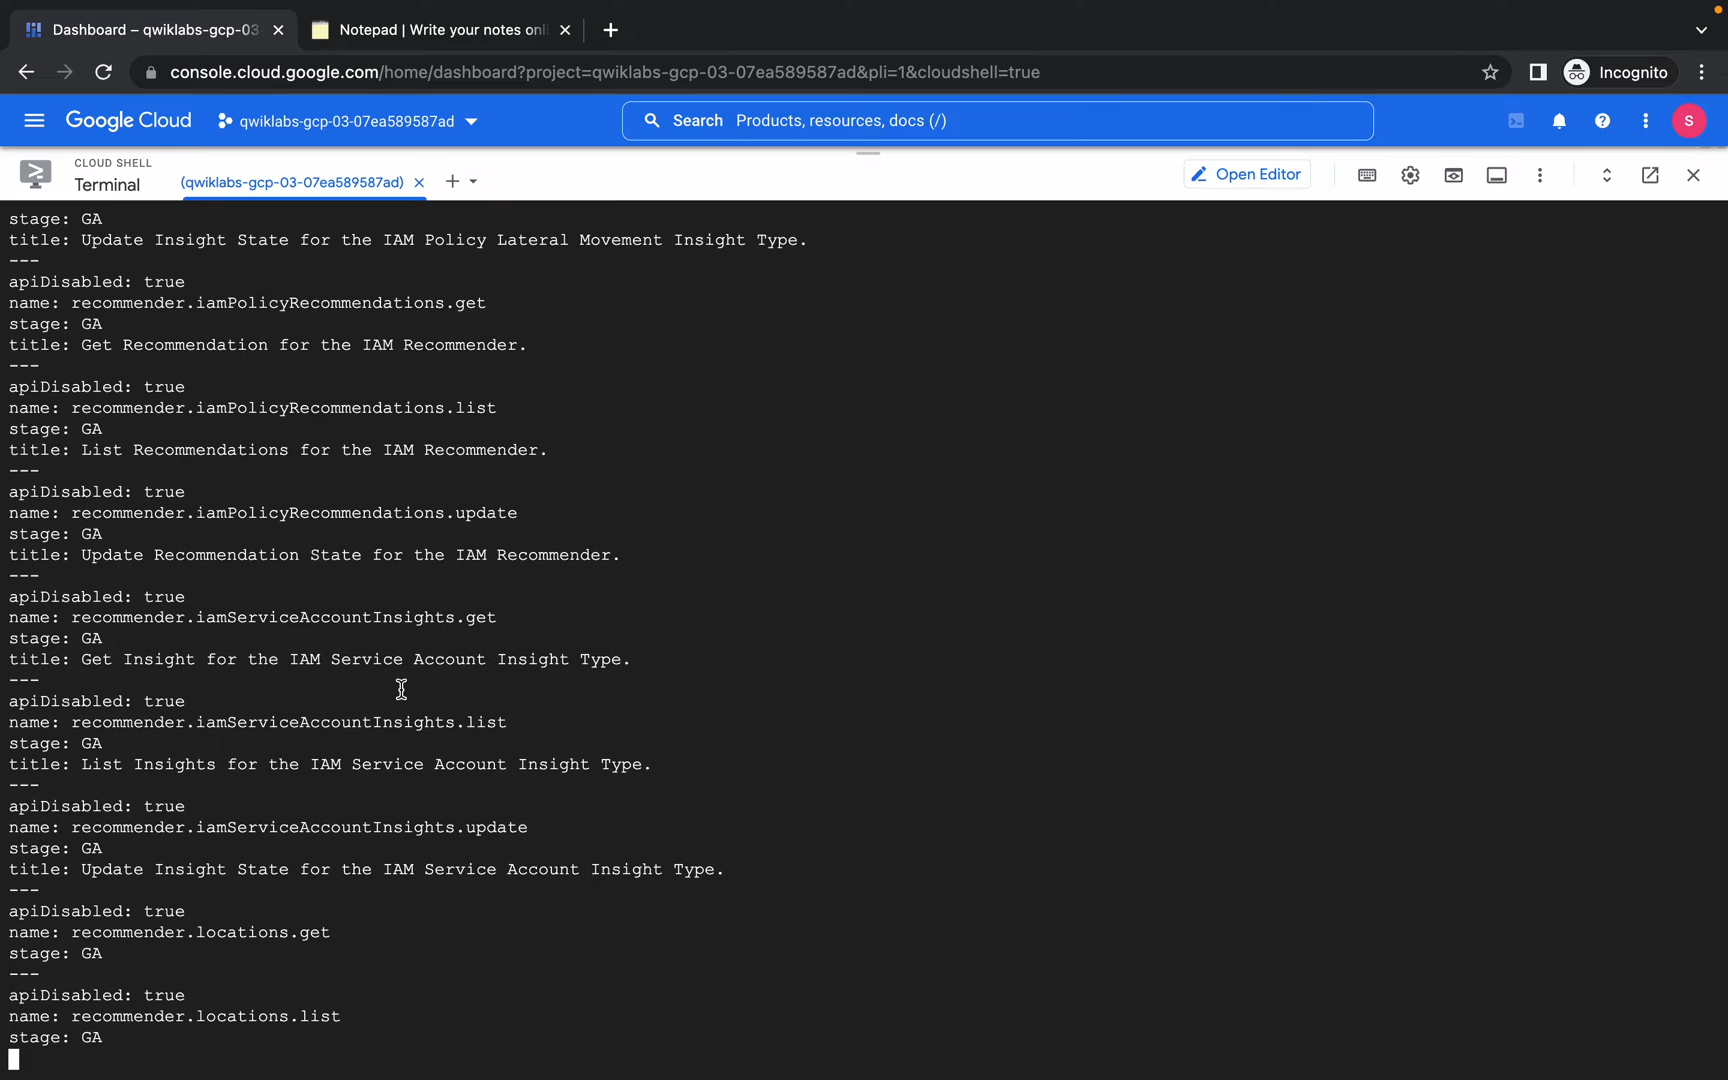 Dashboard – qwiklabs-gcp-03
Notepad | Write your notes onli
console.cloud.google.com/home/dashboard?project=qwiklabs-gcp-03-07ea589587ad&pli=1&cloudshell=true
Incognito
Google Cloud
qwiklabs-gcp-03-07ea589587ad
Search Products, resources, docs (/)
S
CLOUD SHELL
Terminal
(qwiklabs-gcp-03-07ea589587ad)
Open Editor
stage: GA
title: Update Insight State for the IAM Policy Lateral Movement Insight Type.
---
apiDisabled: true
name: recommender.iamPolicyRecommendations.get
stage: GA
title: Get Recommendation for the IAM Recommender.
---
apiDisabled: true
name: recommender.iamPolicyRecommendations.list
stage: GA
title: List Recommendations for the IAM Recommender.
---
apiDisabled: true
name: recommender.iamPolicyRecommendations.update
stage: GA
title: Update Recommendation State for the IAM Recommender.
---
apiDisabled: true
name: recommender.iamServiceAccountInsights.get
stage: GA
title: Get Insight for the IAM Service Account Insight Type.
---
apiDisabled: true
name: recommender.iamServiceAccountInsights.list
stage: GA
title: List Insights for the IAM Service Account Insight Type.
---
apiDisabled: true
name: recommender.iamServiceAccountInsights.update
stage: GA
title: Update Insight State for the IAM Service Account Insight Type.
---
apiDisabled: true
name: recommender.locations.get
stage: GA
---
apiDisabled: true
name: recommender.locations.list
stage: GA